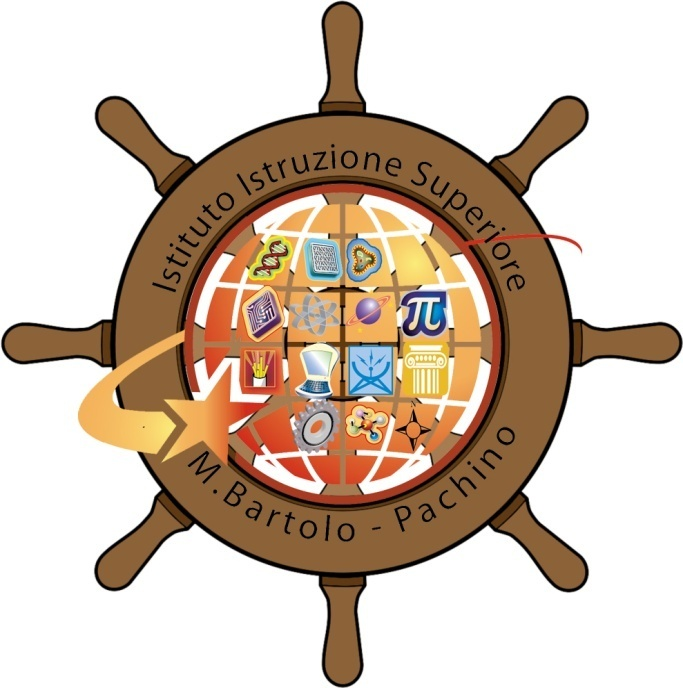 Istituto Istruzione Superiore
π
M.Bartolo - Pachino